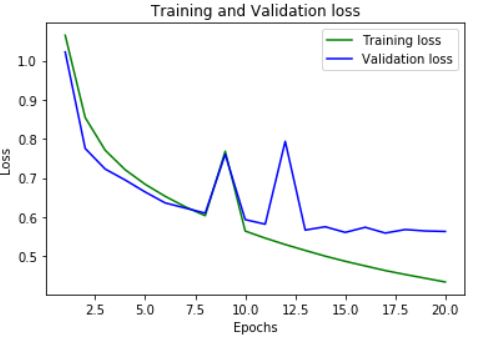 Training and Validation loss
Training loss
Validation loss
1.0
0.9
0.8
0.7
0.6
0.5
Loss
2.5 5.0 7.5 10.0 12.5 15.0 17.5 20.0
Epochs